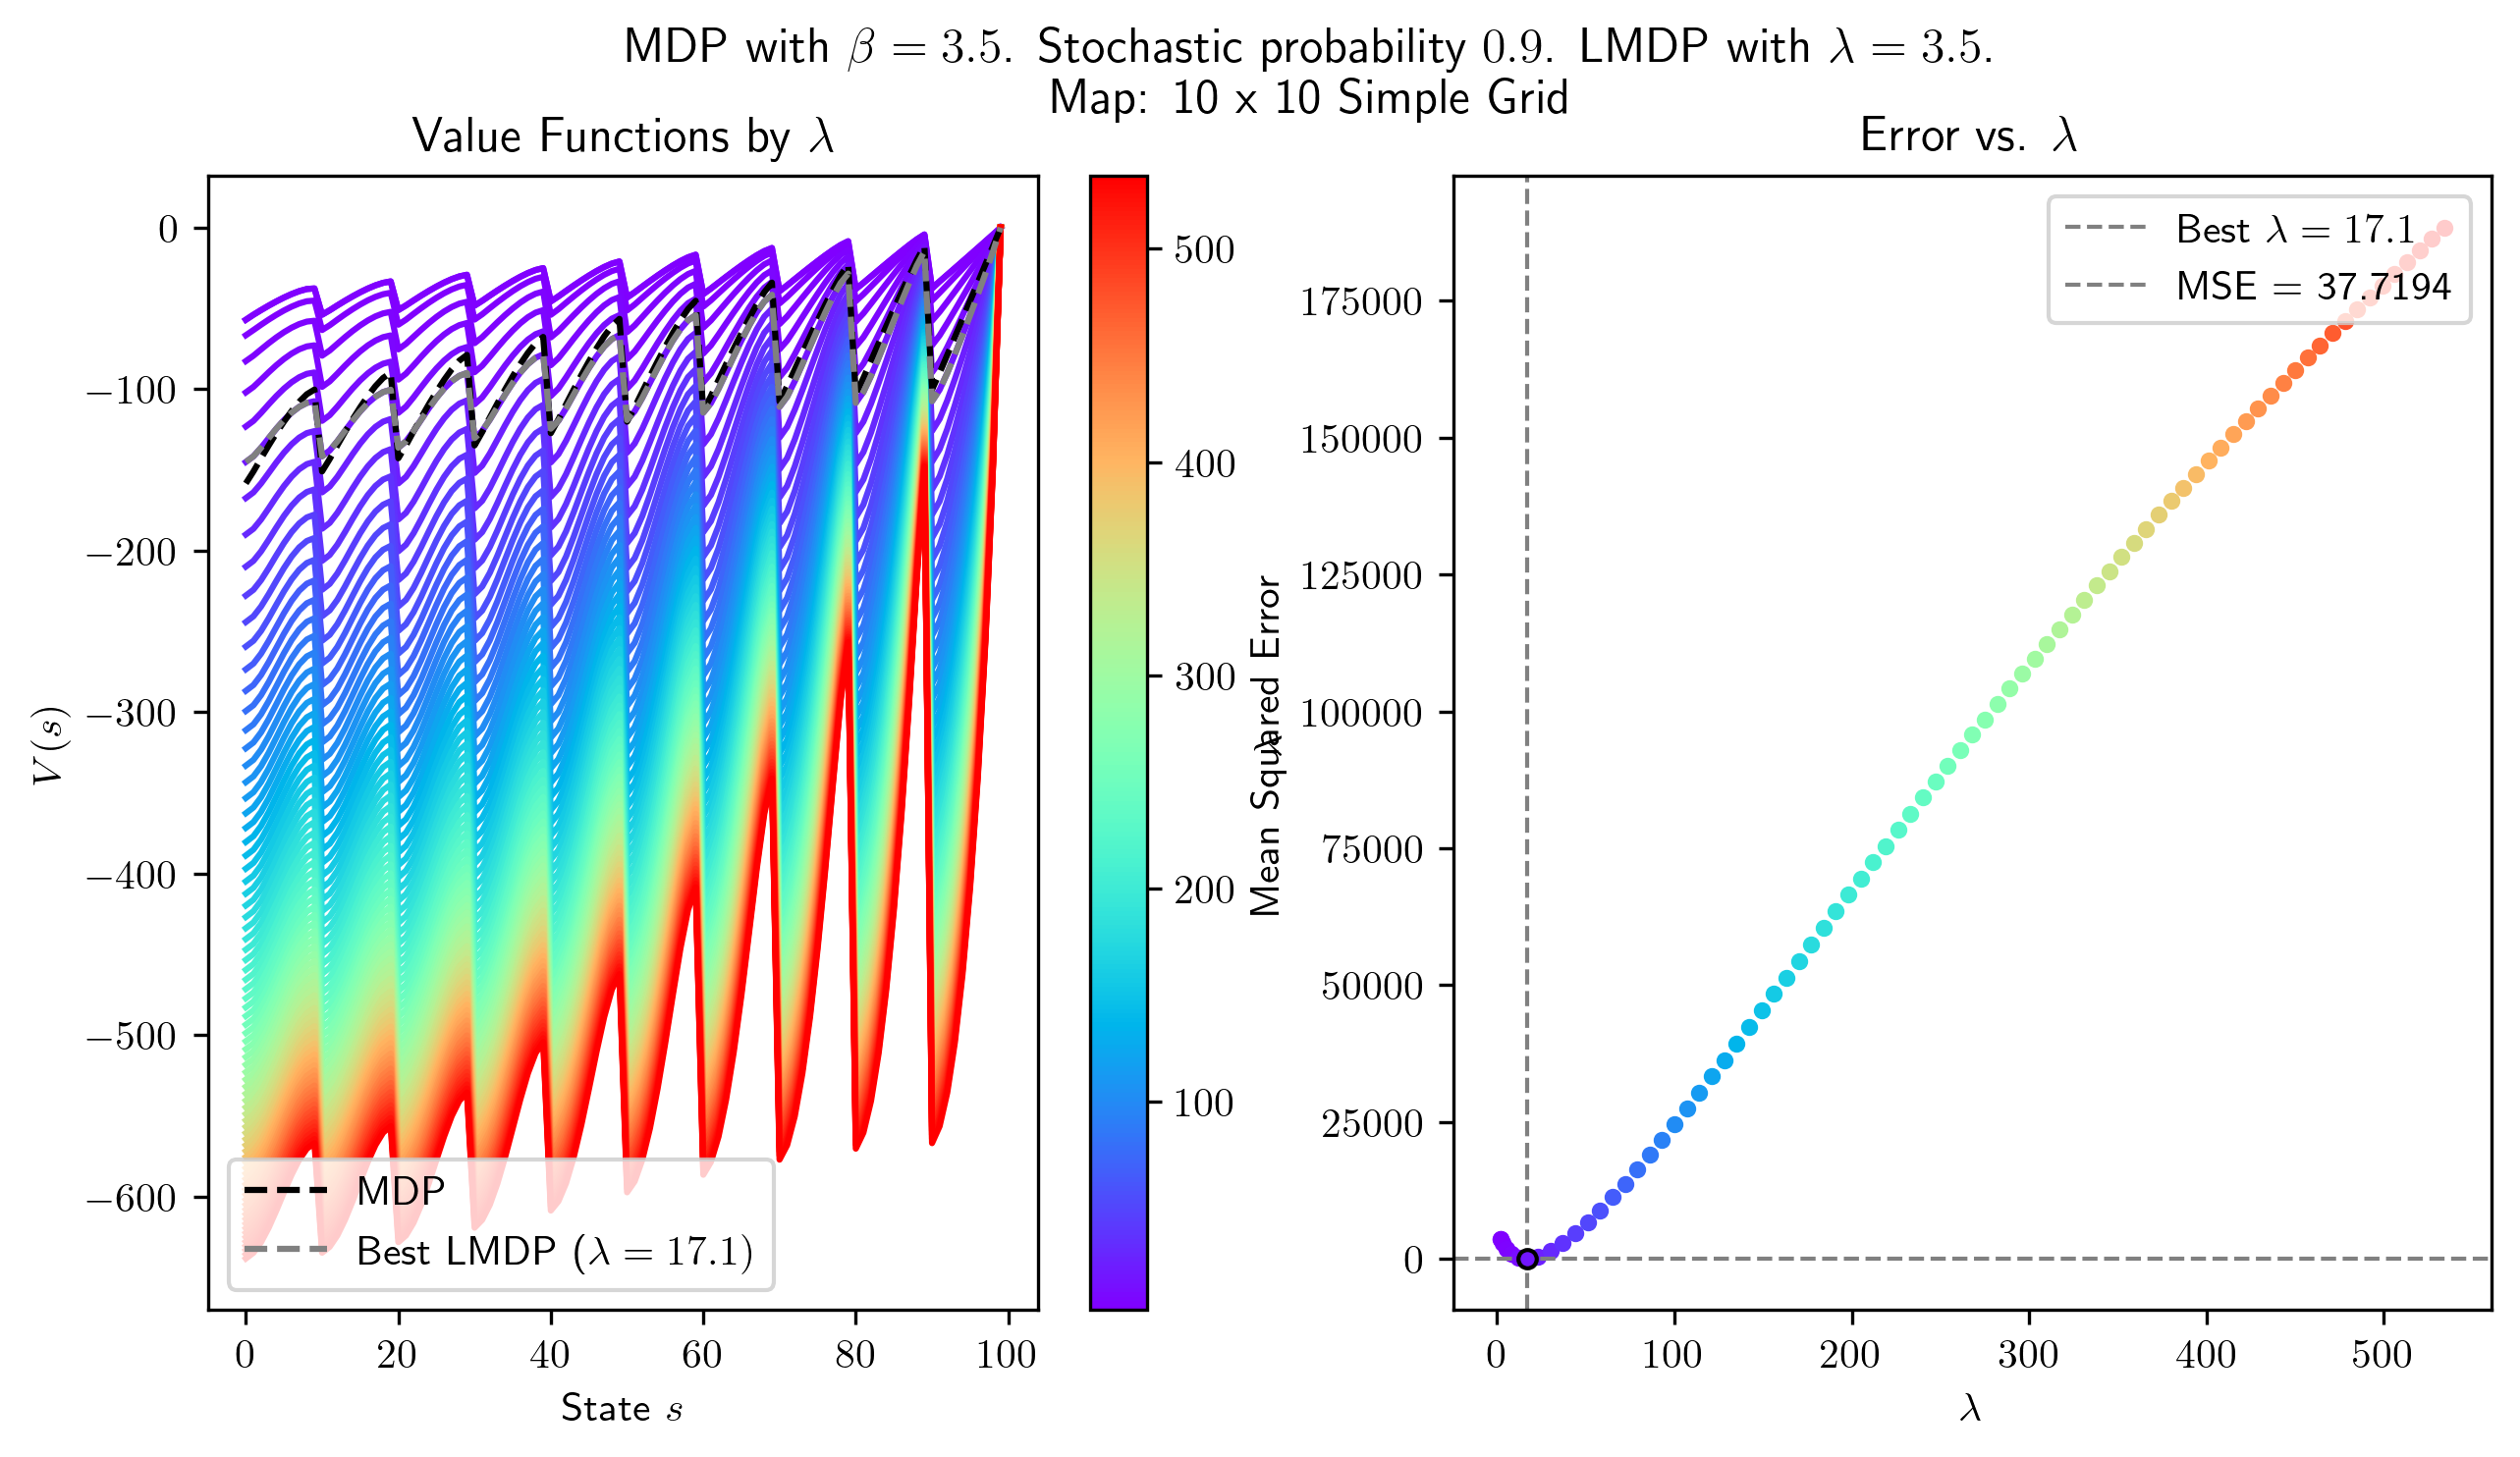 MDP with β = 3.5. Stochastic probability 0.9. LMDP with λ = 3.5.
Map: 10 x 10 Simple Grid
Value Functions by λ
0
−100
−200
−300
−400
−500
−600
V(s)
0 20 40 60 80 100
State s
MDP
Best LMDP (λ = 17.1)
500
400
300
200
100
λ
Error vs. λ
Mean Squared Error
175000
150000
125000
100000
75000
50000
25000
0
0 100 200 300 400 500
λ
Best λ = 17.1
MSE = 37.7194